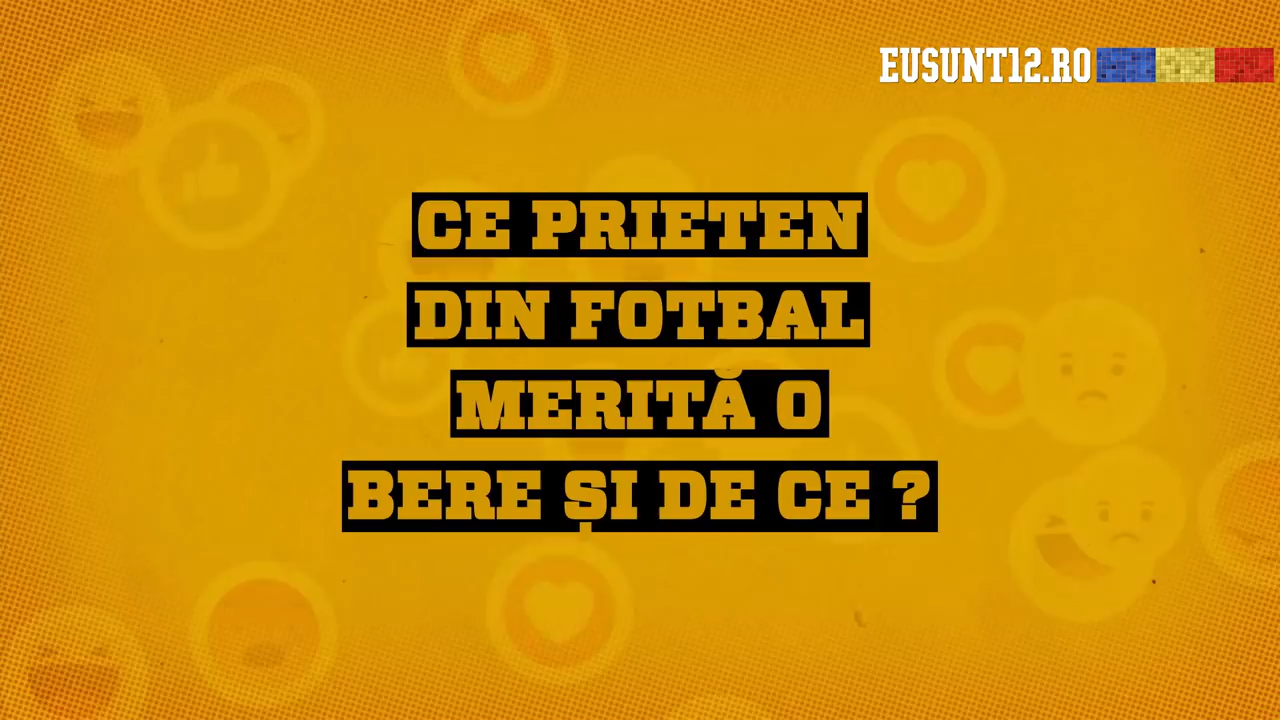 EUSUNT12.RO
CE PRIETEN
DIN FOTBAL
MERITĂ O
BERE ȘI DE CE ?